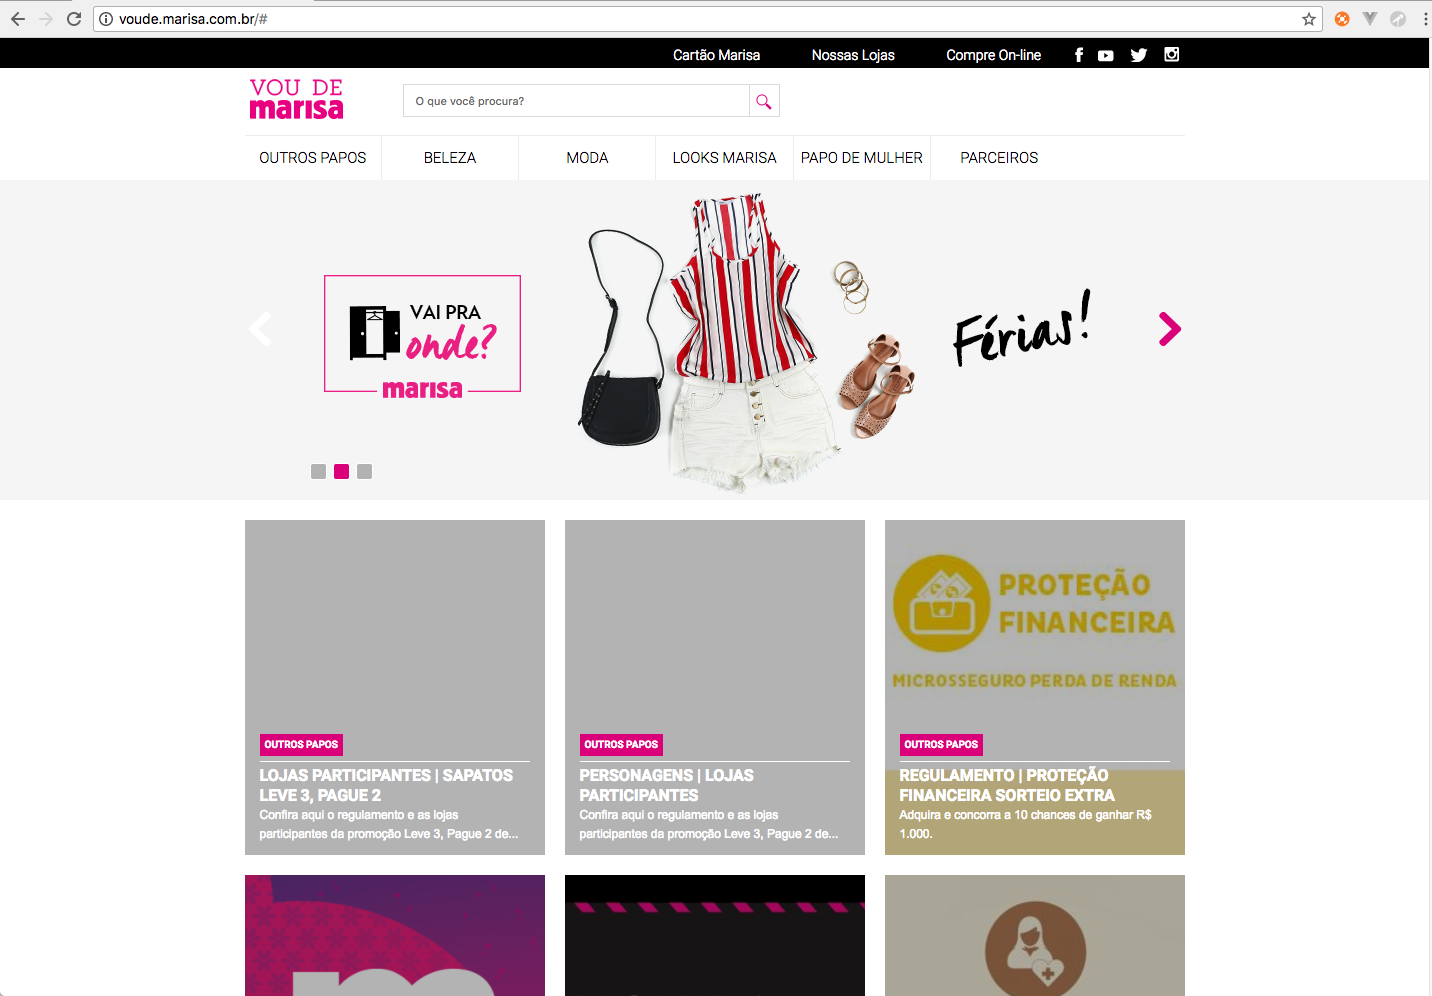 voude.marisa.com.br/#
Cartão Marisa Nossas Lojas Compre On-line
VOU DE
marisa
O que você procura?
OUTROS PAPOS BELEZA MODA LOOKS MARISA PAPO DE MULHER PARCEIROS
VAI PRA
onde?
marisa
Férias!
OUTROS PAPOS
LOJAS PARTICIPANTES | SAPATOS
LEVE 3, PAGUE 2
Confira aqui o regulamento e as lojas
participantes da promoção Leve 3, Pague 2 de...
OUTROS PAPOS
PERSONAGENS | LOJAS
PARTICIPANTES
Confira aqui o regulamento e as lojas
participantes da promoção Leve 3, Pague 2 de...
PROTEÇÃO
FINANCEIRA
MICROSSEGURO PERDA DE RENDA
OUTROS PAPOS
REGULAMENTO | PROTEÇÃO
FINANCEIRA SORTEIO EXTRA
Adquira e concorra a 10 chances de ganhar R$
1.000.